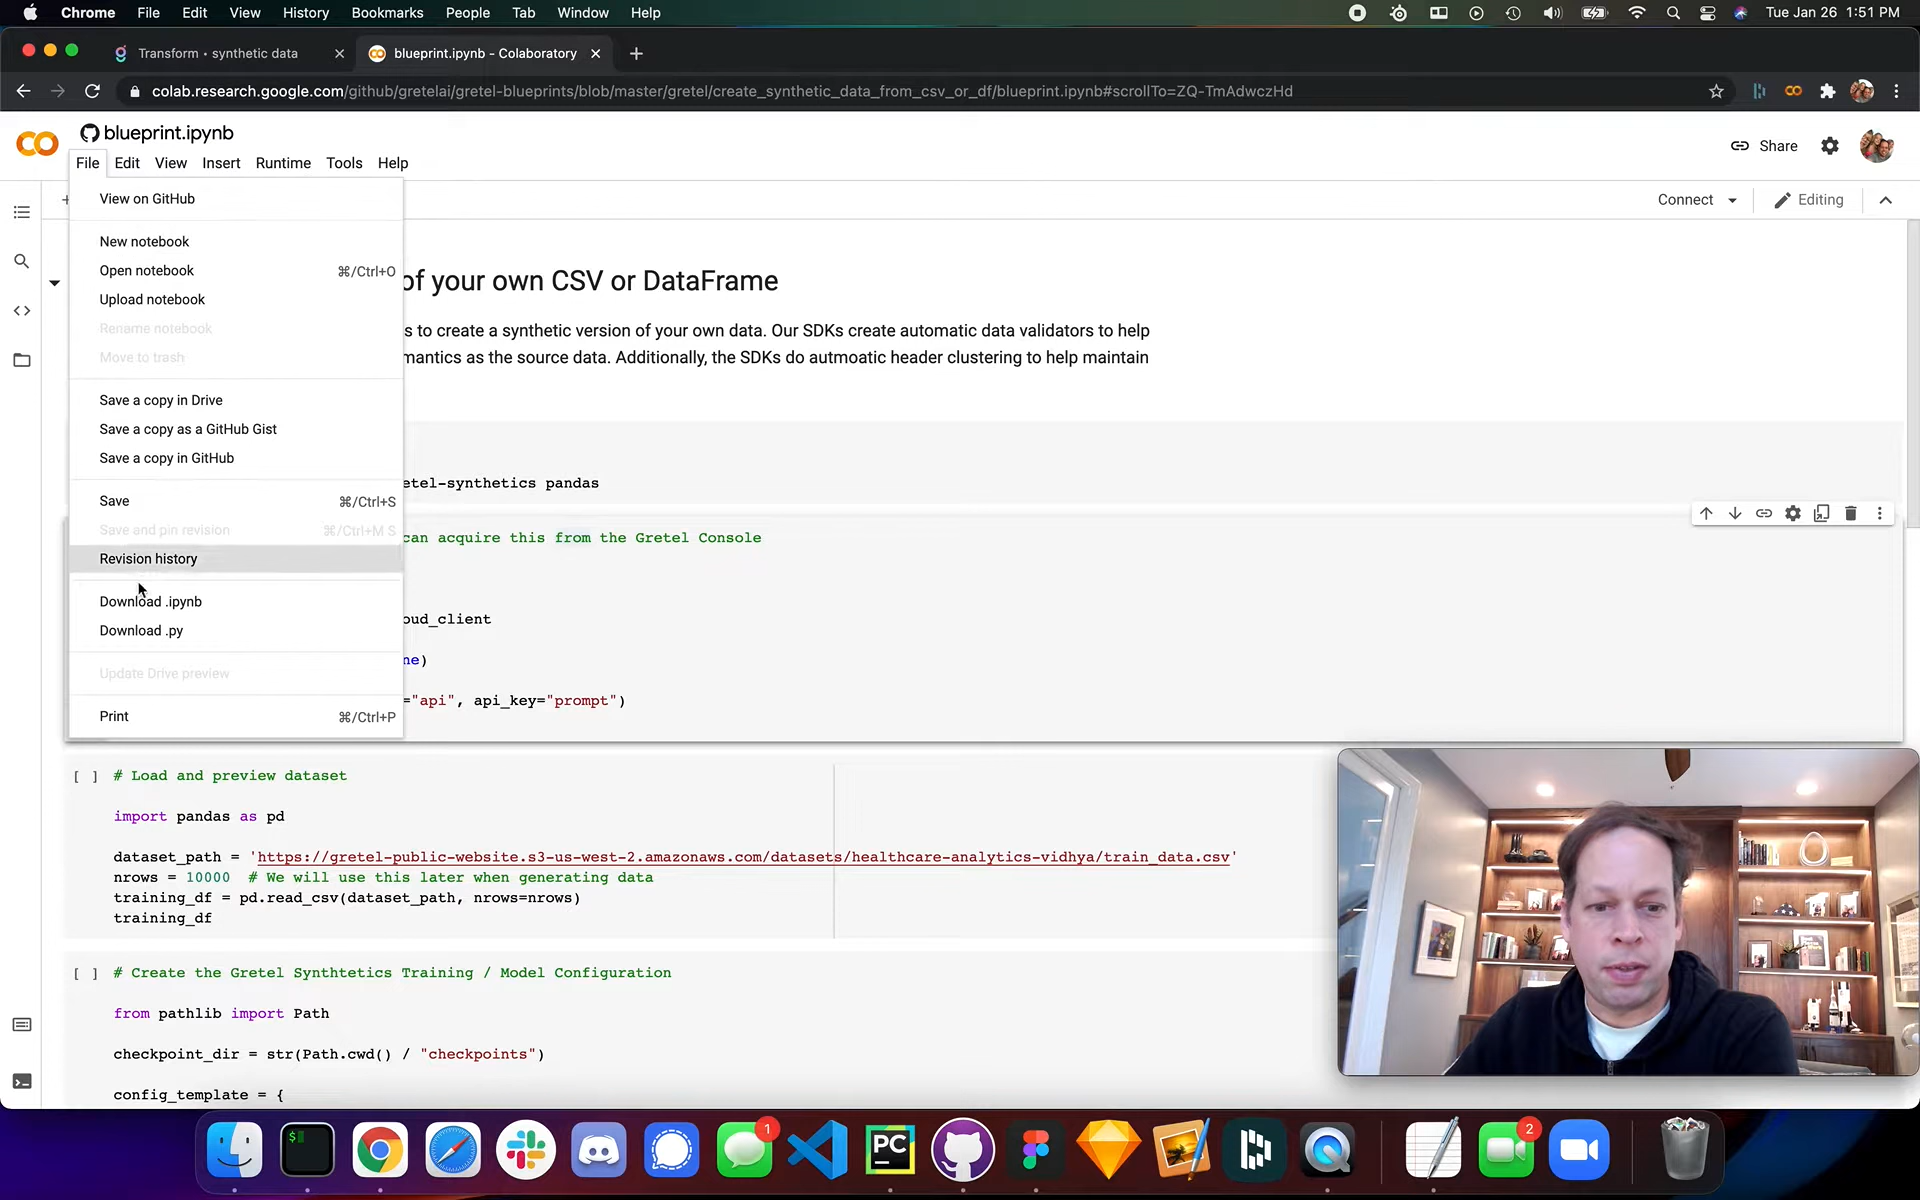 Chrome File Edit View History Bookmarks People Tab Window Help Tue Jan 26 1:51 PM
Transform • synthetic data blueprint.ipynb - Colaboratory
colab.research.google.com/github/gretelai/gretel-blueprints/blob/master/gretel/create_synthetic_data_from_csv_or_df/blueprint.ipynb#scrollTo=ZQ-TmAdwczHd
blueprint.ipynb
Share
File Edit View Insert Runtime Tools Help
Connect Editing
View on GitHub
New notebook
Open notebook ⌘/Ctrl+O
Upload notebook
Rename notebook
Move to trash
Save a copy in Drive
Save a copy as a GitHub Gist
Save a copy in GitHub
Save ⌘/Ctrl+S
Save and pin revision ⌘/Ctrl+M S
Revision history
Download .ipynb
Download .py
Update Drive preview
Print ⌘/Ctrl+P
of your own CSV or DataFrame
s to create a synthetic version of your own data. Our SDKs create automatic data validators to help
mantics as the source data. Additionally, the SDKs do autmoatic header clustering to help maintain
etel-synthetics pandas
can acquire this from the Gretel Console
oud_client
ne)
="api", api_key="prompt")
[ ] # Load and preview dataset
import pandas as pd
dataset_path = 'https://gretel-public-website.s3-us-west-2.amazonaws.com/datasets/healthcare-analytics-vidhya/train_data.csv'
nrows = 10000 # We will use this later when generating data
training_df = pd.read_csv(dataset_path, nrows=nrows)
training_df
[ ] # Create the Gretel Synthtetics Training / Model Configuration
from pathlib import Path
checkpoint_dir = str(Path.cwd() / "checkpoints")
config_template = {
1
PC
2